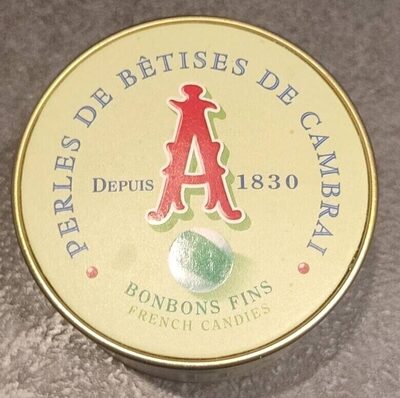 PERLES DE BÊTISES DE CAMBRAI
A
DEPUIS 1830
BONBONS FINS
FRENCH CANDIES